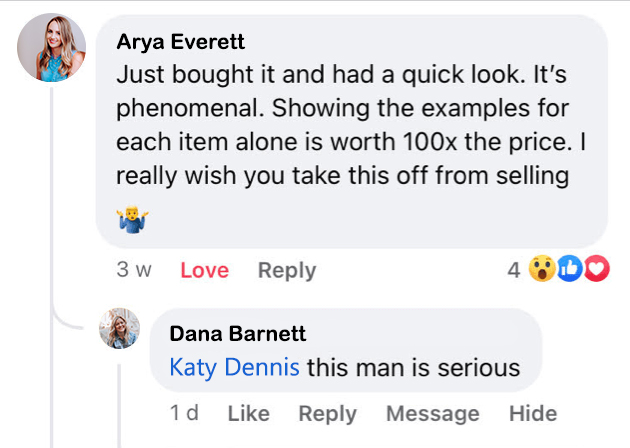 Arya Everett
Just bought it and had a quick look. It’s
phenomenal. Showing the examples for
each item alone is worth 100x the price. I
really wish you take this off from selling
🤷‍♂️
3 w Love Reply 4
Dana Barnett
Katy Dennis this man is serious
1 d Like Reply Message Hide